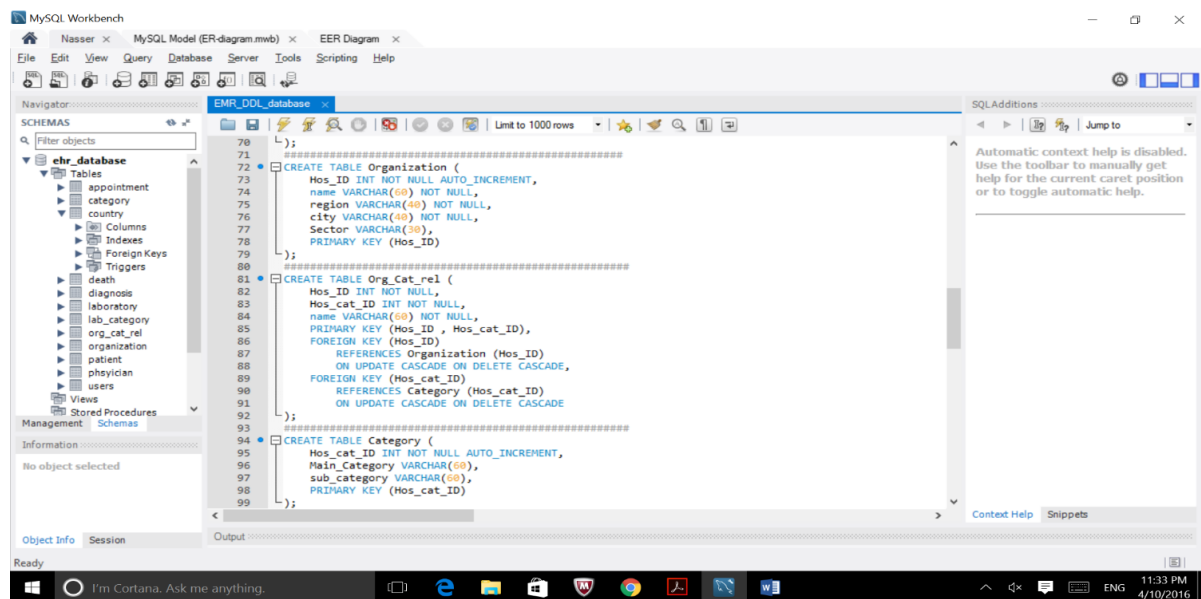 MySQL Workbench
Nasser × MySQL Model (ER-diagram.mwb) × EER Diagram ×
File Edit View Query Database Server Tools Scripting Help
Navigator
SCHEMAS
Filter objects
ehr_database
Tables
appointment
category
country
Columns
Indexes
Foreign Keys
Triggers
death
diagnosis
laboratory
lab_category
org_cat_rel
organization
patient
phsyician
users
Views
Stored Procedures
Management Schemas
Information
No object selected
Object Info Session
EMR_DDL_database ×
Limit to 1000 rows
70 );
71 ####################################################
72 CREATE TABLE Organization (
73 Hos_ID INT NOT NULL AUTO_INCREMENT,
74 name VARCHAR(60) NOT NULL,
75 region VARCHAR(40) NOT NULL,
76 city VARCHAR(40) NOT NULL,
77 Sector VARCHAR(30),
78 PRIMARY KEY (Hos_ID)
79 );
80 #####################################################
81 CREATE TABLE Org_Cat_rel (
82 Hos_ID INT NOT NULL,
83 Hos_cat_ID INT NOT NULL,
84 name VARCHAR(60) NOT NULL,
85 PRIMARY KEY (Hos_ID , Hos_cat_ID),
86 FOREIGN KEY (Hos_ID)
87 REFERENCES Organization (Hos_ID)
88 ON UPDATE CASCADE ON DELETE CASCADE,
89 FOREIGN KEY (Hos_cat_ID)
90 REFERENCES Category (Hos_cat_ID)
91 ON UPDATE CASCADE ON DELETE CASCADE
92 );
93 #####################################################
94 CREATE TABLE Category (
95 Hos_cat_ID INT NOT NULL AUTO_INCREMENT,
96 Main_Category VARCHAR(60),
97 sub_category VARCHAR(60),
98 PRIMARY KEY (Hos_cat_ID)
99 );
Output
SQLAdditions
Jump to
Automatic context help is disabled.
Use the toolbar to manually get
help for the current caret position
or to toggle automatic help.
Context Help Snippets
Ready
I'm Cortana. Ask me anything.
ENG
11:33 PM
4/10/2016